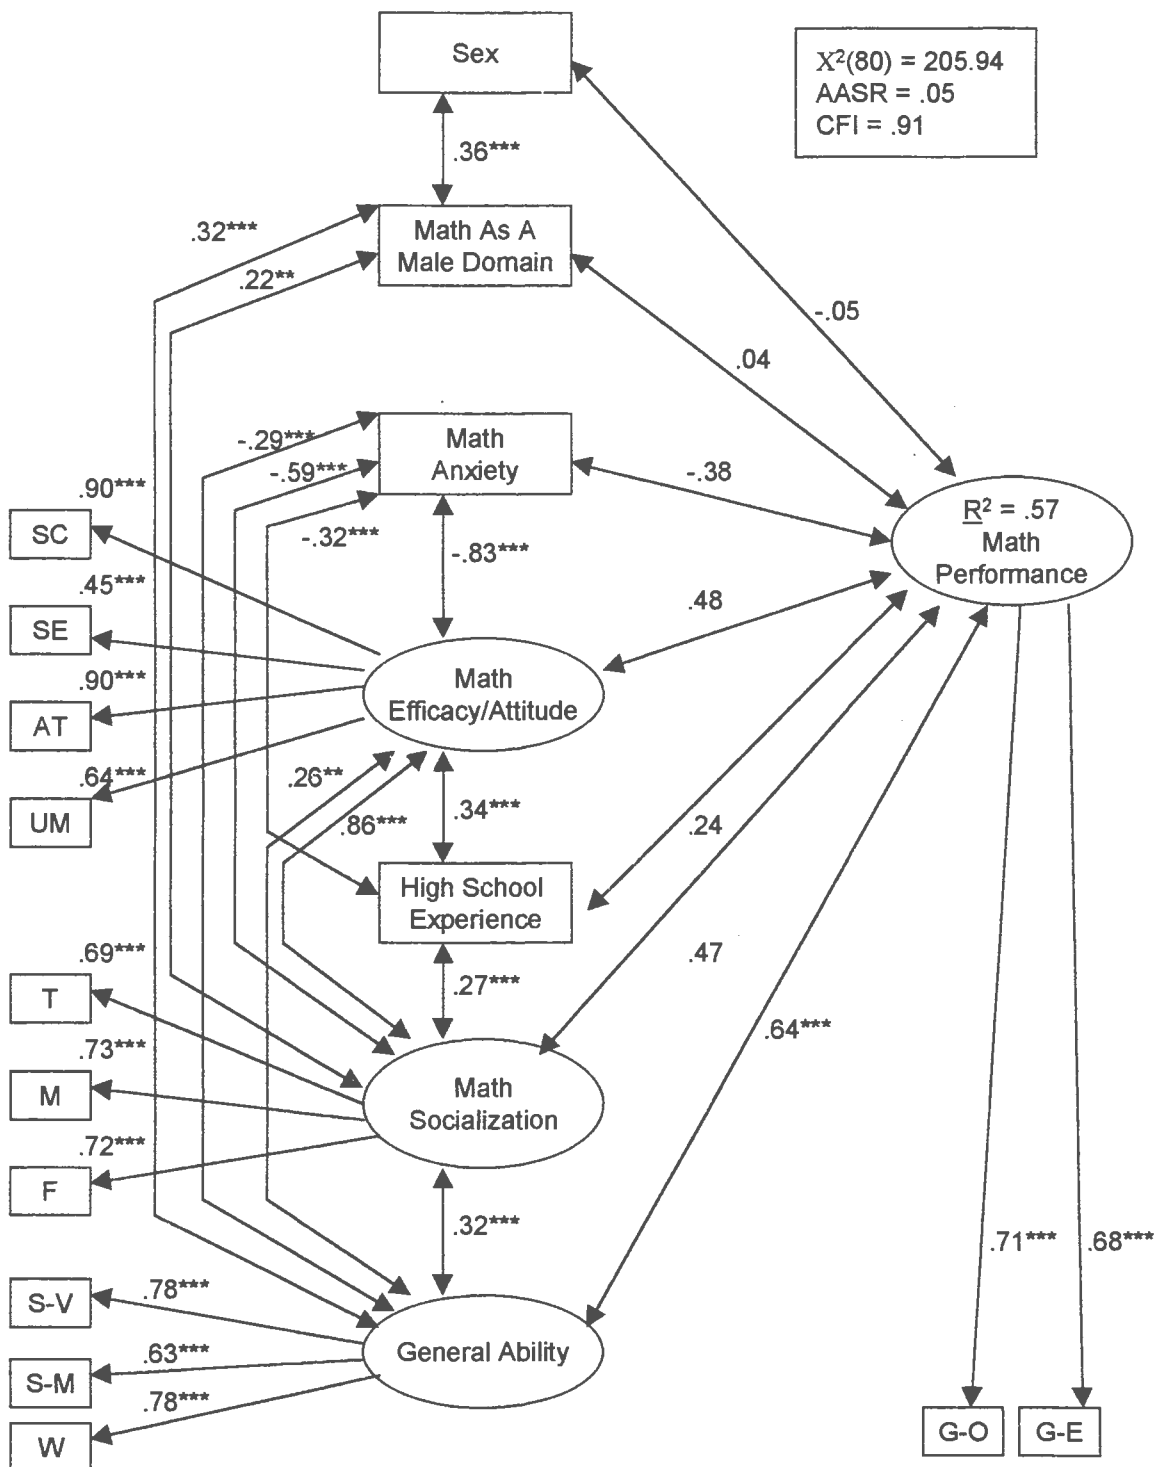 Sex
X²(80) = 205.94
AASR = .05
CFI = .91
.36***
.32***
Math As A
Male Domain
.22**
-.05
.04
-.29***
Math
Anxiety
-.59***
-.38
.90***
-.32***
R² = .57
Math
Performance
SC
-.83***
.45***
.48
SE
.90***
Math
Efficacy/Attitude
AT
.64***
.26**
UM
.86***
.34***
.24
High School
Experience
.69***
.47
T
.27***
.64***
.73***
M
Math
Socialization
.72***
F
.32***
.71***
.68***
S-V
.78***
.63***
General Ability
S-M
.78***
W
G-O
G-E